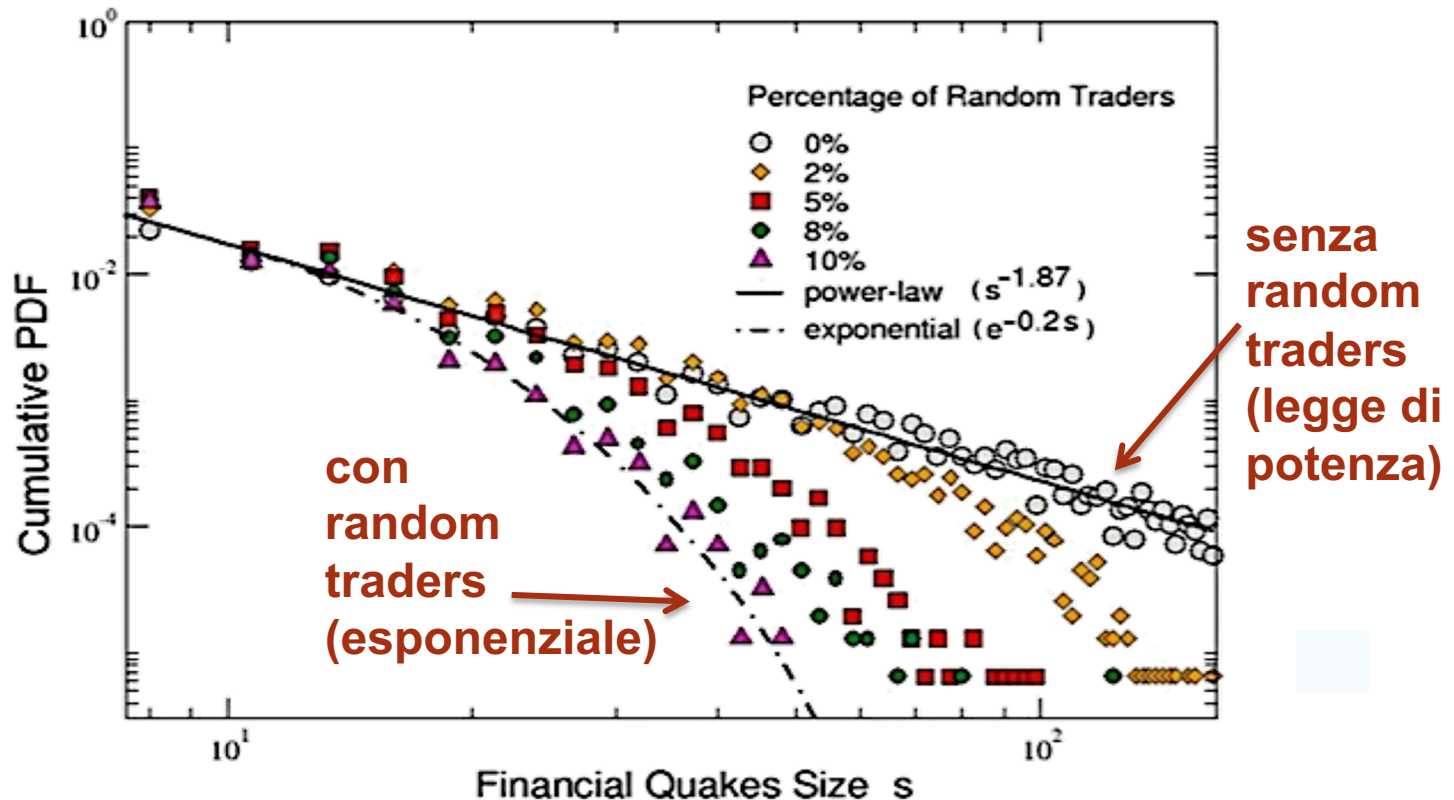 10^0
10^-2
10^-4
Cumulative PDF
Percentage of Random Traders
0%
2%
5%
8%
10%
power-law (s^-1.87)
exponential (e^-0.2s)
senza
random
traders
(legge di
potenza)
con
random
traders
(esponenziale)
10^1
10^2
Financial Quakes Size s